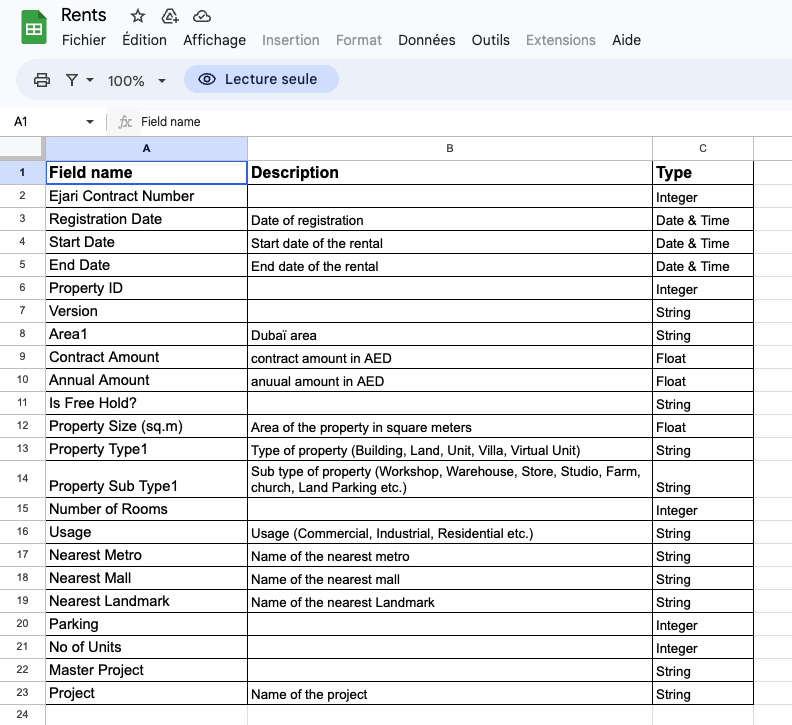 Rents
Fichier Édition Affichage Insertion Format Données Outils Extensions Aide
100% Lecture seule
A1 fx Field name
A B C
1 Field name Description Type
2 Ejari Contract Number Integer
3 Registration Date Date of registration Date & Time
4 Start Date Start date of the rental Date & Time
5 End Date End date of the rental Date & Time
6 Property ID Integer
7 Version String
8 Area1 Dubaï area String
9 Contract Amount contract amount in AED Float
10 Annual Amount anuual amount in AED Float
11 Is Free Hold? String
12 Property Size (sq.m) Area of the property in square meters Float
13 Property Type1 Type of property (Building, Land, Unit, Villa, Virtual Unit) String
14 Property Sub Type1 Sub type of property (Workshop, Warehouse, Store, Studio, Farm,
church, Land Parking etc.) String
15 Number of Rooms Integer
16 Usage Usage (Commercial, Industrial, Residential etc.) String
17 Nearest Metro Name of the nearest metro String
18 Nearest Mall Name of the nearest mall String
19 Nearest Landmark Name of the nearest Landmark String
20 Parking Integer
21 No of Units Integer
22 Master Project String
23 Project Name of the project String
24